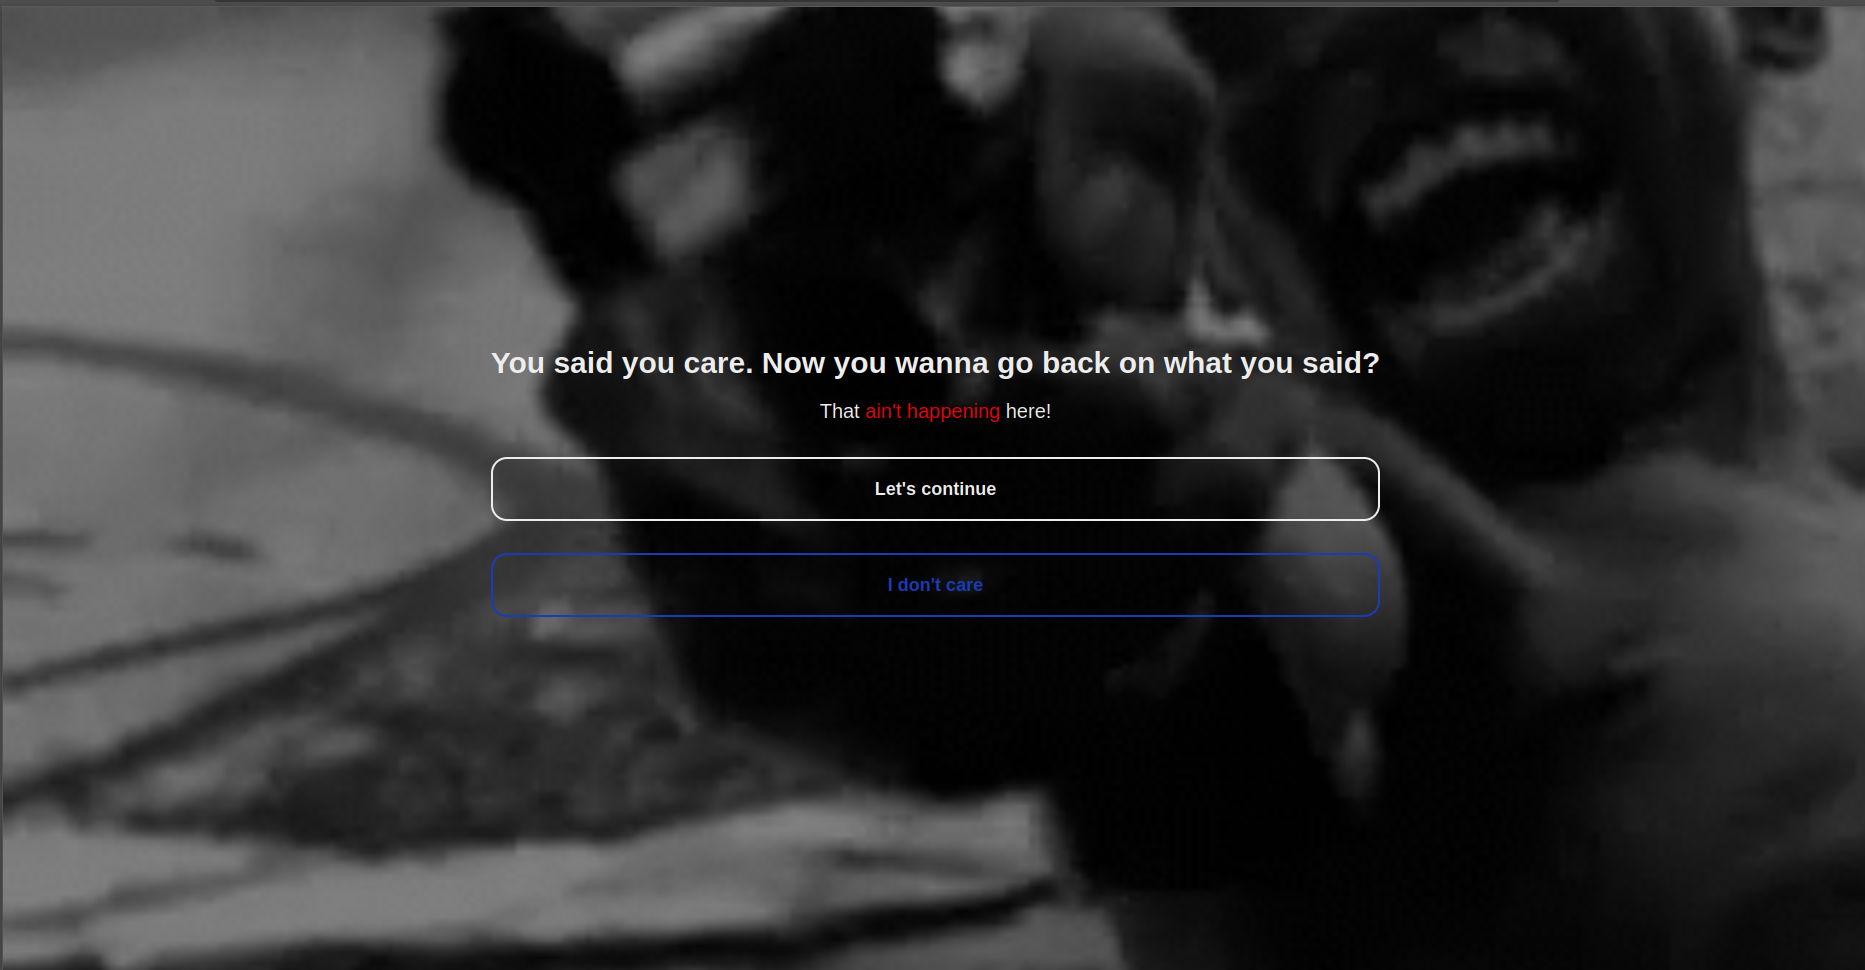 You said you care. Now you wanna go back on what you said?
That ain't happening here!
Let's continue
I don't care